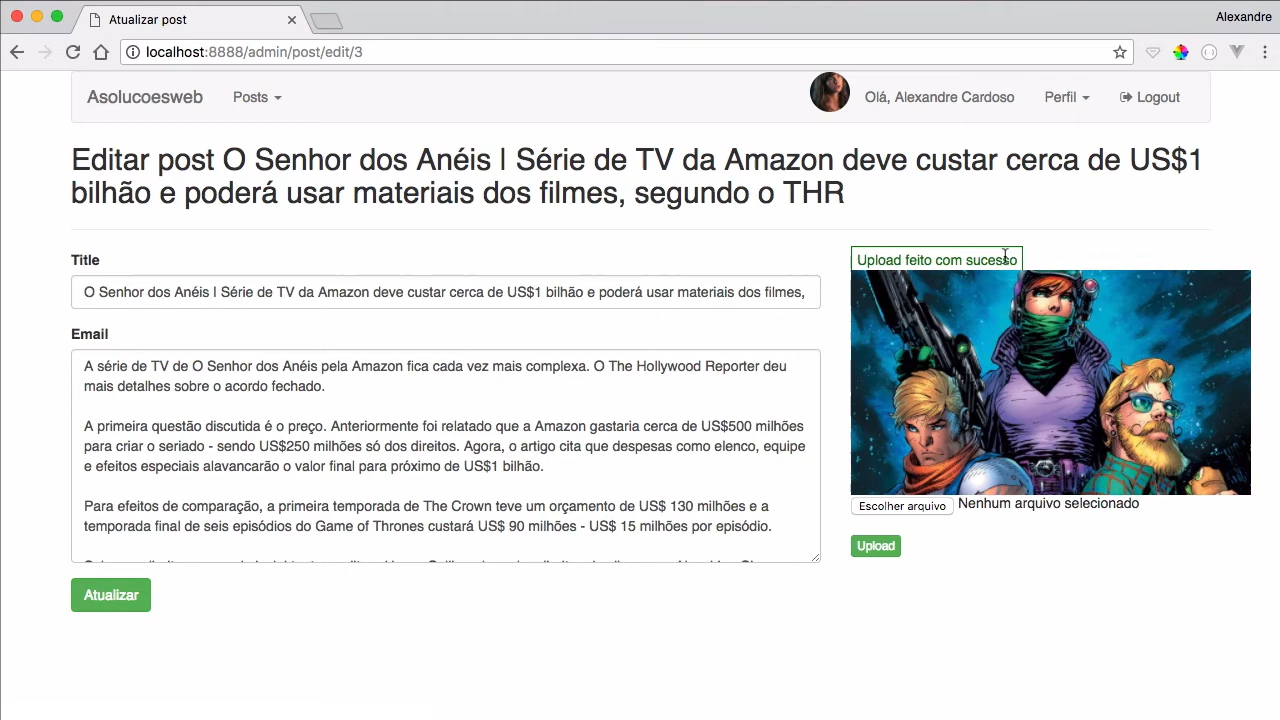 Atualizar post
Alexandre
localhost:8888/admin/post/edit/3
Asolucoesweb
Posts
Olá, Alexandre Cardoso
Perfil
Logout
Editar post O Senhor dos Anéis | Série de TV da Amazon deve custar cerca de US$1
bilhão e poderá usar materiais dos filmes, segundo o THR
Title
O Senhor dos Anéis | Série de TV da Amazon deve custar cerca de US$1 bilhão e poderá usar materiais dos filmes,
Email
A série de TV de O Senhor dos Anéis pela Amazon fica cada vez mais complexa. O The Hollywood Reporter deu
mais detalhes sobre o acordo fechado.
A primeira questão discutida é o preço. Anteriormente foi relatado que a Amazon gastaria cerca de US$500 milhões
para criar o seriado - sendo US$250 milhões só dos direitos. Agora, o artigo cita que despesas como elenco, equipe
e efeitos especiais alavancarão o valor final para próximo de US$1 bilhão.
Para efeitos de comparação, a primeira temporada de The Crown teve um orçamento de US$ 130 milhões e a
temporada final de seis episódios do Game of Thrones custará US$ 90 milhões - US$ 15 milhões por episódio.
Atualizar
Upload feito com sucesso
Escolher arquivo Nenhum arquivo selecionado
Upload